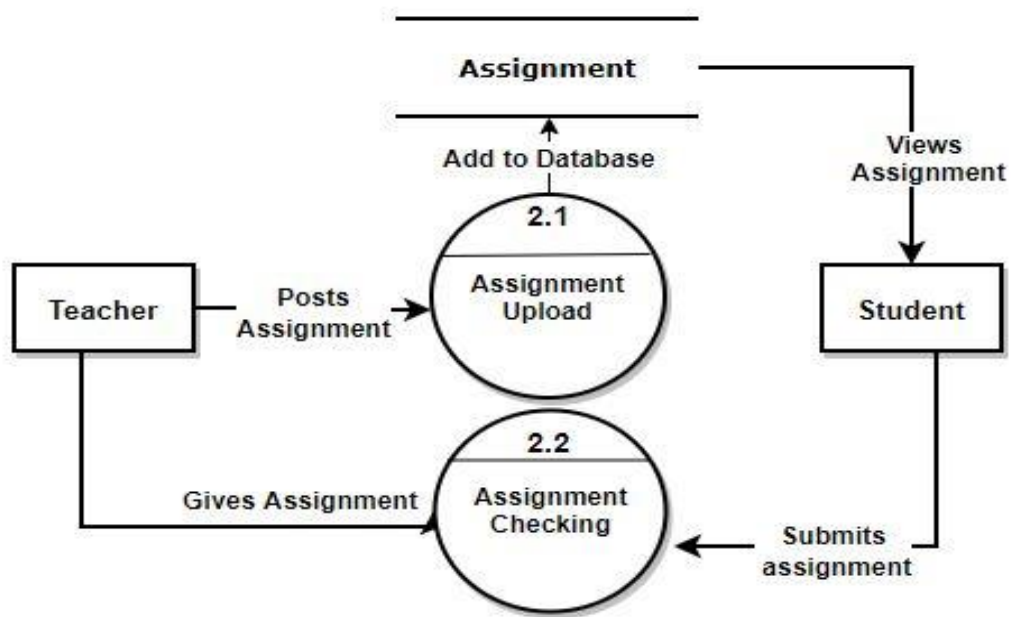 Assignment
Add to Database
Views
Assignment
2.1
Assignment
Upload
Teacher
Posts
Assignment
Student
2.2
Assignment
Checking
Gives Assignment
Submits
assignment